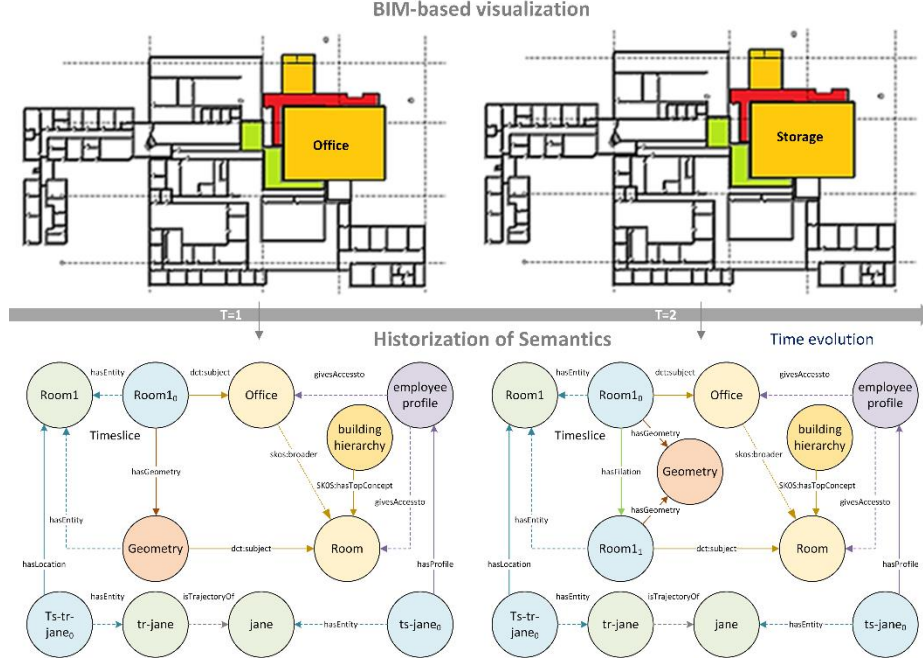 BIM-based visualization
Office
Storage
T=1
T=2
Historization of Semantics
Time evolution
Room1
hasEntity
Room1₀
dct:subject
Office
givesAccessto
employee
profile
Timeslice
building
hierarchy
skos:broader
hasGeometry
SKOS:hasTopConcept
givesAccessto
hasEntity
Geometry
dct:subject
Room
hasLocation
hasProfile
Ts-tr-
jane₀
hasEntity
tr-jane
isTrajectoryOf
jane
hasEntity
ts-jane₀
Room1
hasEntity
Room1₀
dct:subject
Office
givesAccessto
employee
profile
Timeslice
hasGeometry
building
hierarchy
skos:broader
hasFilation
Geometry
SKOS:hasTopConcept
hasGeometry
givesAccessto
hasEntity
Room1₁
dct:subject
Room
hasLocation
hasProfile
Ts-tr-
jane₀
hasEntity
tr-jane
isTrajectoryOf
jane
hasEntity
ts-jane₀